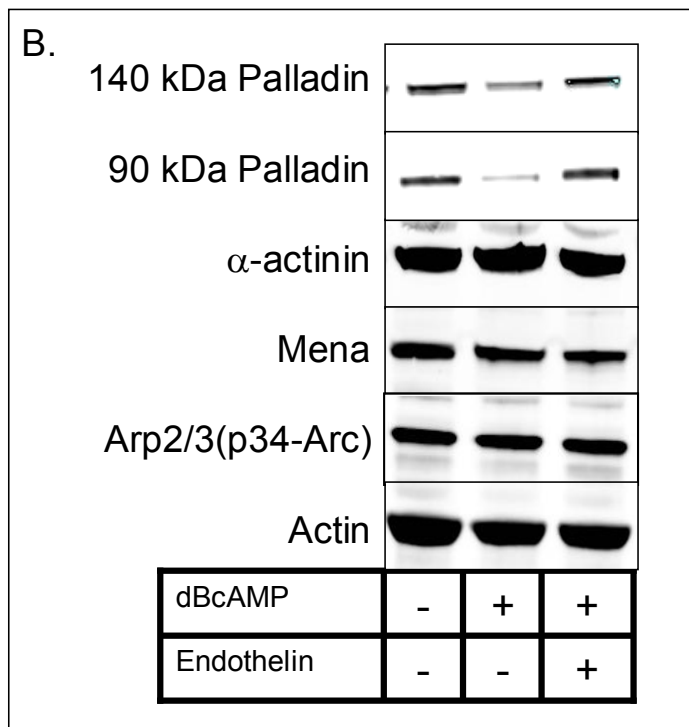 B.
140 kDa Palladin
90 kDa Palladin
α-actinin
Mena
Arp2/3(p34-Arc)
Actin
dBcAMP - + +
Endothelin - - +